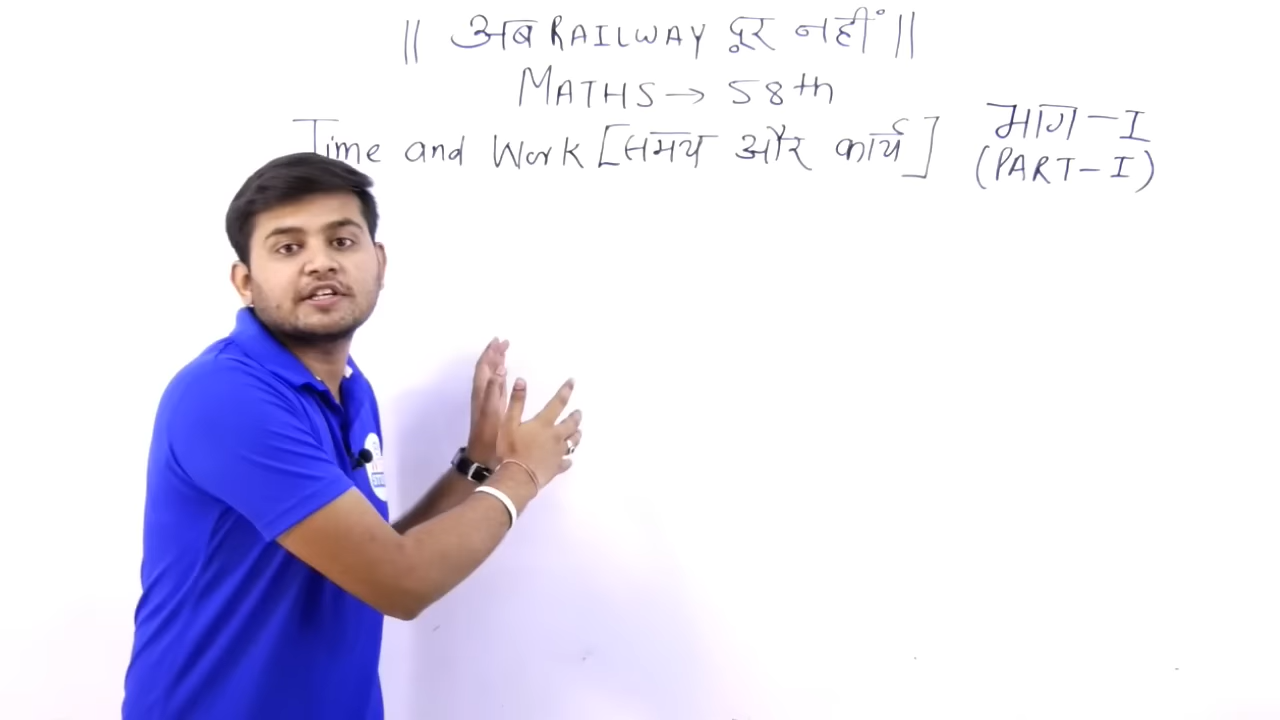 || अब RAILWAY दूर नहीं ||
MATHS → 58th
Time and Work [समय और कार्य]
भाग - I
(PART - I)